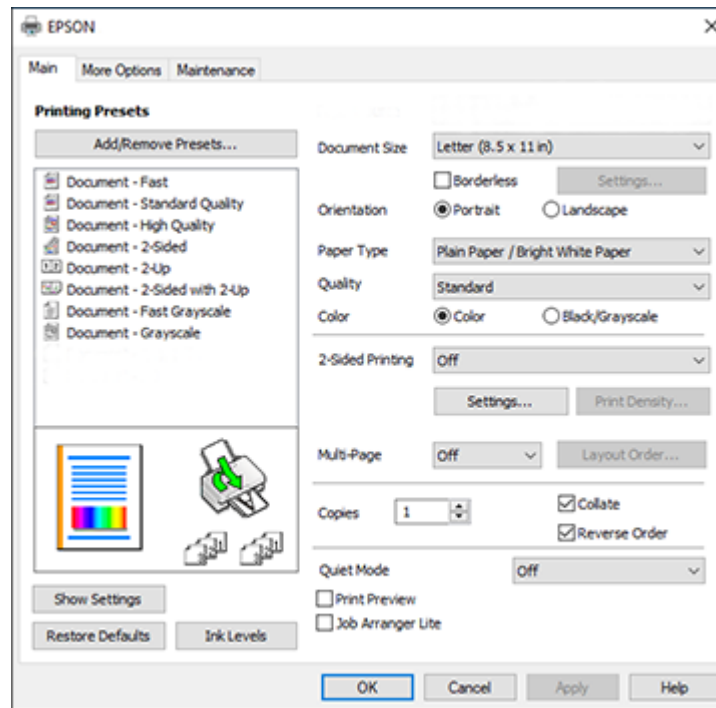 EPSON
Main More Options Maintenance
Printing Presets
Add/Remove Presets...
Document - Fast
Document - Standard Quality
Document - High Quality
Document - 2-Sided
Document - 2-Up
Document - 2-Sided with 2-Up
Document - Fast Grayscale
Document - Grayscale
Show Settings
Restore Defaults Ink Levels
Document Size Letter (8.5 x 11 in)
Borderless Settings...
Orientation Portrait Landscape
Paper Type Plain Paper / Bright White Paper
Quality Standard
Color Color Black/Grayscale
2-Sided Printing Off
Settings... Print Density...
Multi-Page Off Layout Order...
Copies 1 Collate
Reverse Order
Quiet Mode Off
Print Preview
Job Arranger Lite
OK Cancel Apply Help